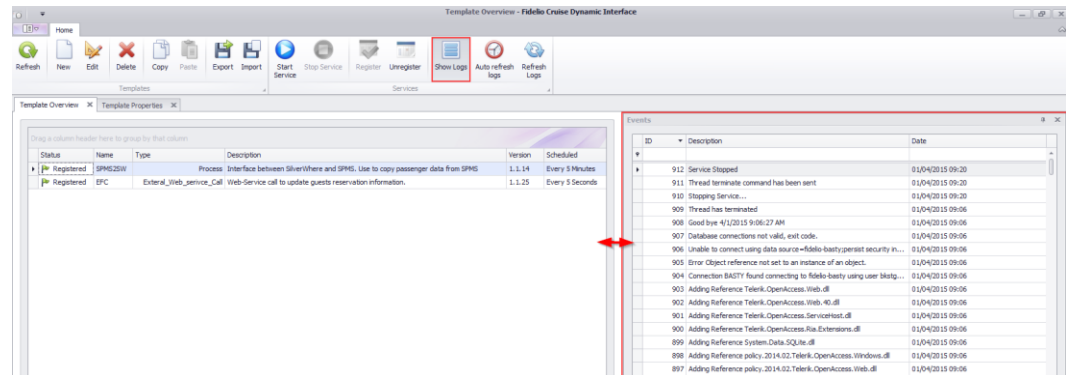 Template Overview - Fidelio Cruise Dynamic Interface
Home
Refresh New Edit Delete Copy Paste Export Import Start Service Stop Service Register Unregister Show Logs Auto refresh logs Refresh Logs
Templates Services
Template Overview Template Properties
Events
Drag a column header here to group by that column
ID Description Date
Status Name Type Description Version Scheduled
Registered SPMS2SW Process Interface between SilverWhere and SPMS. Use to copy passenger data from SPMS 1.1.14 Every 5 Minutes
Registered EFC Exteral_Web_serivce_Call Web-Service call to update guests reservation information. 1.1.25 Every 5 Seconds
912 Service Stopped 01/04/2015 09:20
911 Thread terminate command has been sent 01/04/2015 09:20
910 Stopping Service... 01/04/2015 09:20
909 Thread has terminated 01/04/2015 09:06
908 Good bye 4/1/2015 9:06:27 AM 01/04/2015 09:06
907 Database connections not valid, exit code. 01/04/2015 09:06
906 Unable to connect using data source=fidelio-basty;persist security in... 01/04/2015 09:06
905 Error Object reference not set to an instance of an object. 01/04/2015 09:06
904 Connection BASTY found connecting to fidelio-basty using user bkstg... 01/04/2015 09:06
903 Adding Reference Telerik.OpenAccess.Web.dll 01/04/2015 09:06
902 Adding Reference Telerik.OpenAccess.Web.40.dll 01/04/2015 09:06
901 Adding Reference Telerik.OpenAccess.ServiceHost.dll 01/04/2015 09:06
900 Adding Reference Telerik.OpenAccess.Ria.Extensions.dll 01/04/2015 09:06
899 Adding Reference System.Data.SQLite.dll 01/04/2015 09:06
898 Adding Reference policy.2014.02.Telerik.OpenAccess.Windows.dll 01/04/2015 09:06
897 Adding Reference policy.2014.02.Telerik.OpenAccess.Web.dll 01/04/2015 09:06